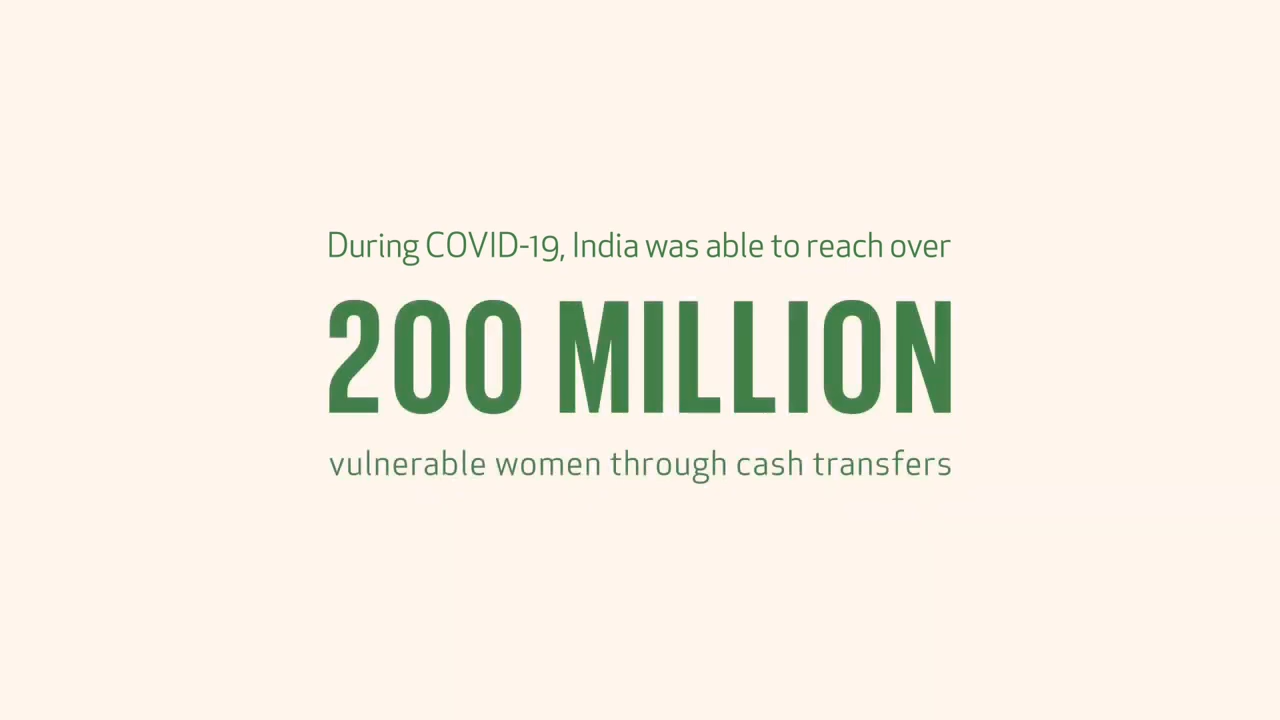 During COVID-19, India was able to reach over
200 MILLION
vulnerable women through cash transfers